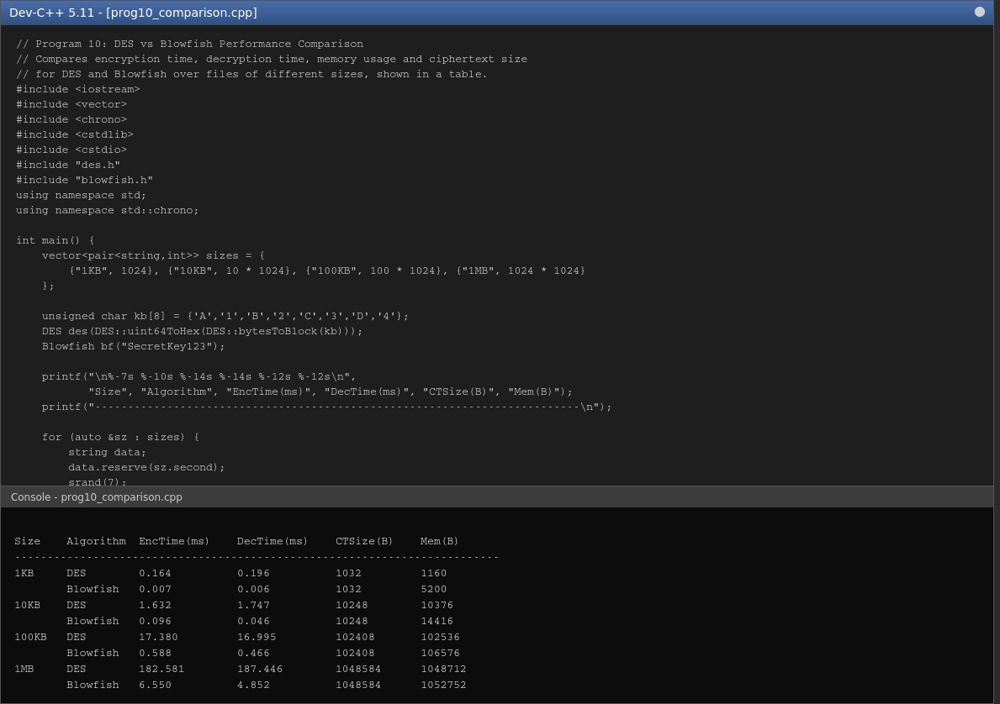 Dev-C++ 5.11 - [prog10_comparison.cpp]
// Program 10: DES vs Blowfish Performance Comparison
// Compares encryption time, decryption time, memory usage and ciphertext size
// for DES and Blowfish over files of different sizes, shown in a table.
#include <iostream>
#include <vector>
#include <chrono>
#include <cstdlib>
#include <cstdio>
#include "des.h"
#include "blowfish.h"
using namespace std;
using namespace std::chrono;

int main() {
    vector<pair<string,int>> sizes = {
        {"1KB", 1024}, {"10KB", 10 * 1024}, {"100KB", 100 * 1024}, {"1MB", 1024 * 1024}
    };

    unsigned char kb[8] = {'A','1','B','2','C','3','D','4'};
    DES des(DES::uint64ToHex(DES::bytesToBlock(kb)));
    Blowfish bf("SecretKey123");

    printf("\n%-7s %-10s %-14s %-14s %-12s %-12s\n",
           "Size", "Algorithm", "EncTime(ms)", "DecTime(ms)", "CTSize(B)", "Mem(B)");
    printf("--------------------------------------------------------------------------\n");

    for (auto &sz : sizes) {
        string data;
        data.reserve(sz.second);
        srand(7);
Console - prog10_comparison.cpp
Size    Algorithm  EncTime(ms)    DecTime(ms)    CTSize(B)    Mem(B)
--------------------------------------------------------------------------
1KB     DES        0.164          0.196          1032         1160
        Blowfish   0.007          0.006          1032         5200
10KB    DES        1.632          1.747          10248        10376
        Blowfish   0.096          0.046          10248        14416
100KB   DES        17.380         16.995         102408       102536
        Blowfish   0.588          0.466          102408       106576
1MB     DES        182.581        187.446        1048584      1048712
        Blowfish   6.550          4.852          1048584      1052752